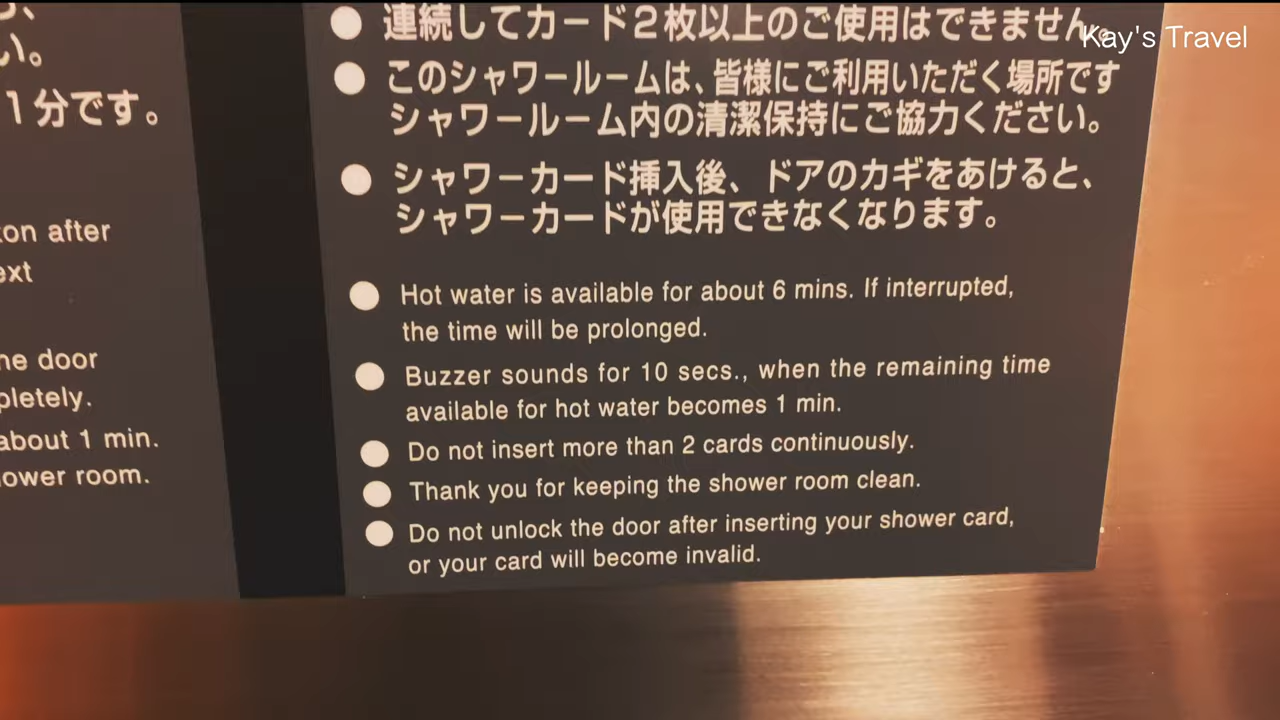 い。
1分です。
after
door
about 1 min.
room.
連続してカード2枚以上のご使用はできません。
Kay's Travel
● このシャワールームは、皆様にご利用いただく場所です
シャワールーム内の清潔保持にご協力ください。
● シャワーカード挿入後、ドアのカギをあけると、
シャワーカードが使用できなくなります。
● Hot water is available for about 6 mins. If interrupted,
the time will be prolonged.
● Buzzer sounds for 10 secs., when the remaining time
available for hot water becomes 1 min.
● Do not insert more than 2 cards continuously.
● Thank you for keeping the shower room clean.
● Do not unlock the door after inserting your shower card,
or your card will become invalid.